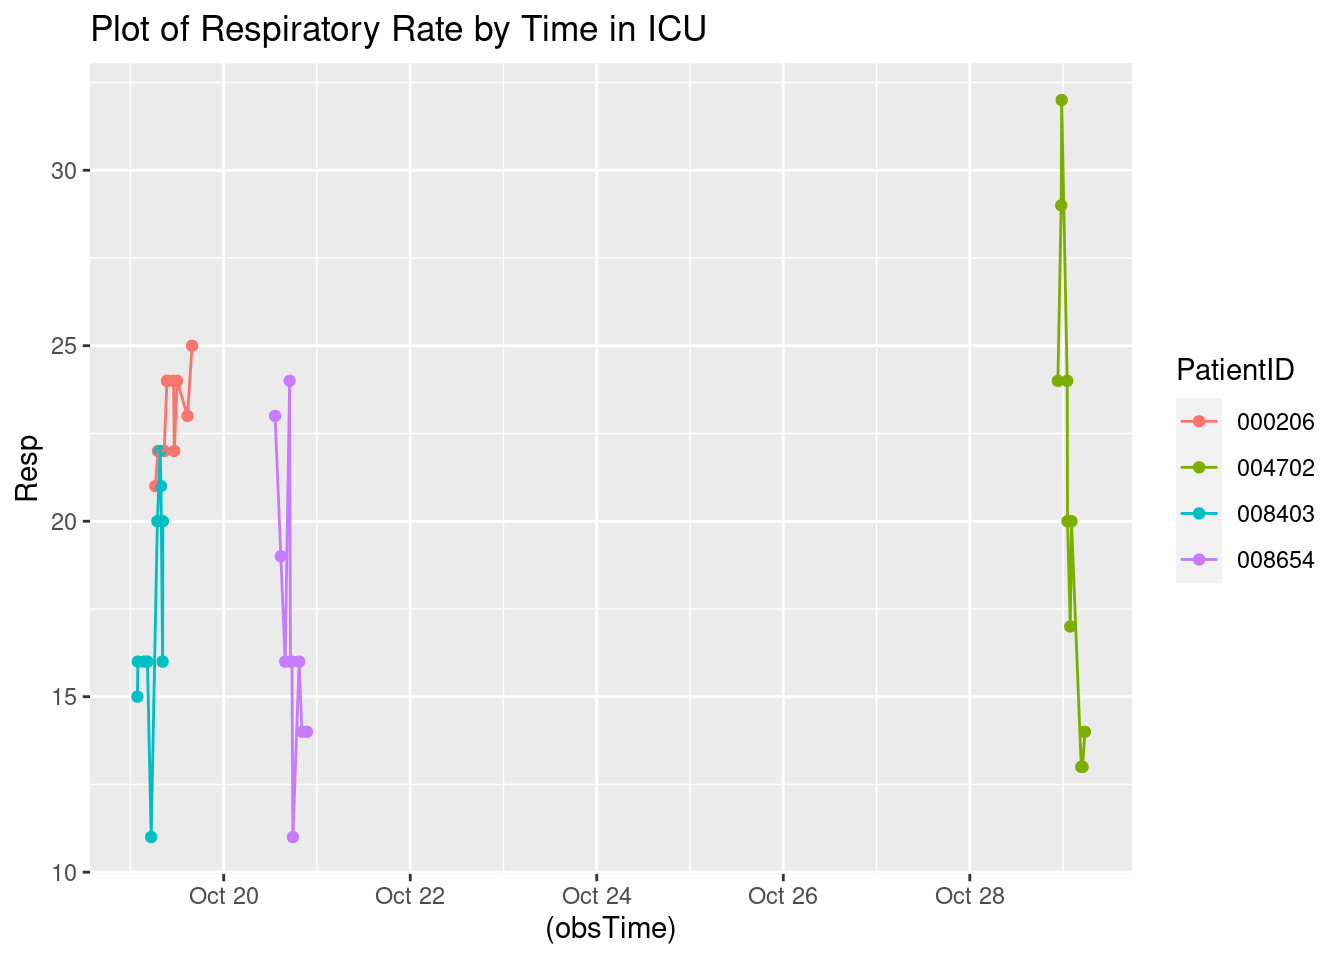 Plot of Respiratory Rate by Time in ICU
30
25
20
15
10
Resp
Oct 20 Oct 22 Oct 24 Oct 26 Oct 28
(obsTime)
PatientID
000206
004702
008403
008654